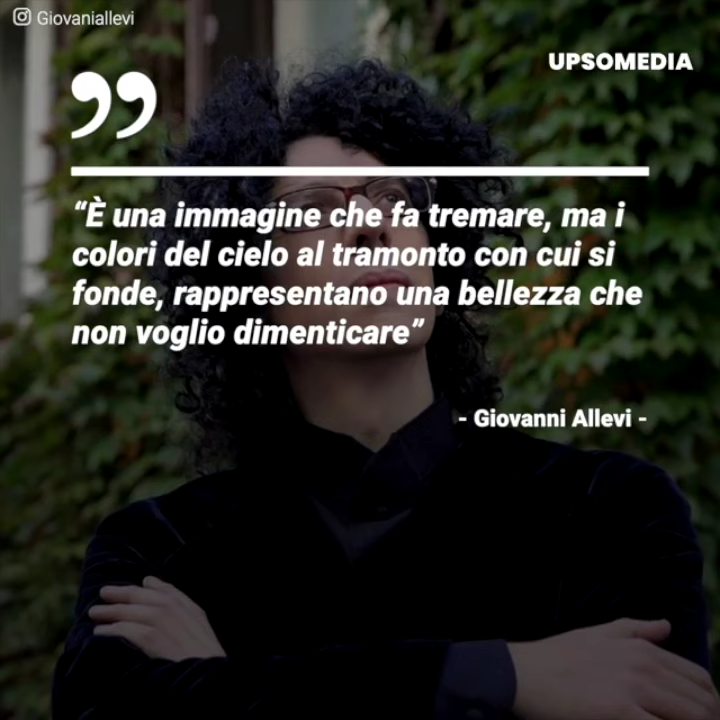 Giovaniallevi
UPSOMEDIA
”
“È una immagine che fa tremare, ma i
colori del cielo al tramonto con cui si
fonde, rappresentano una bellezza che
non voglio dimenticare”
- Giovanni Allevi -